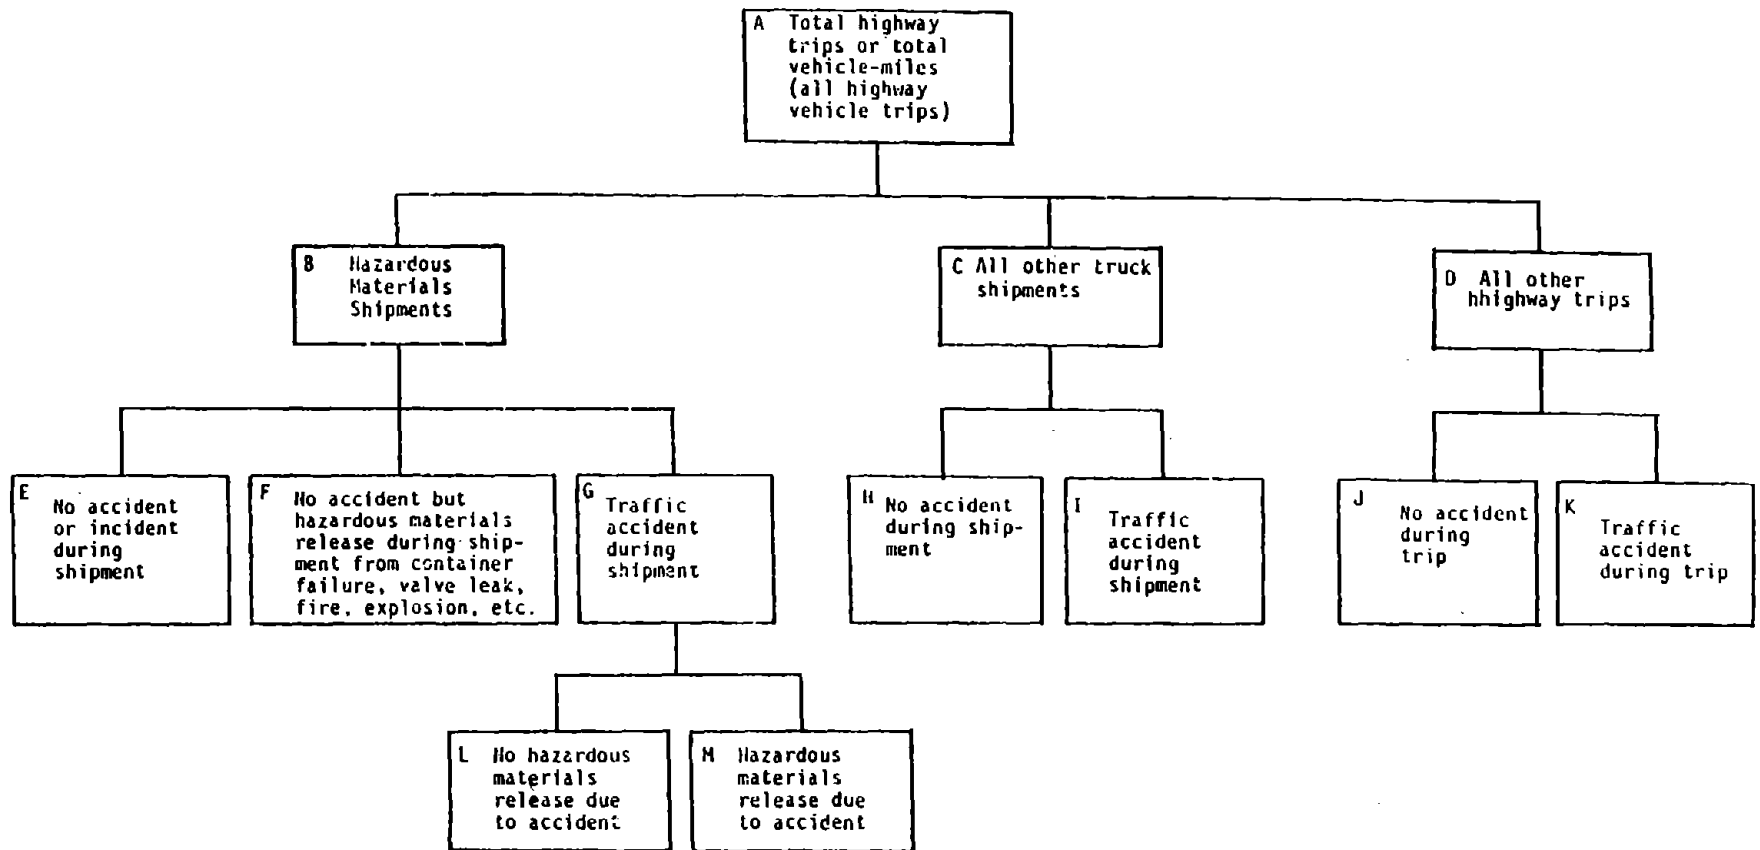 A Total highway
trips or total
vehicle-miles
(all highway
vehicle trips)
B Hazardous
Materials
Shipments
C All other truck
shipments
D All other
hhighway trips
E No accident
or incident
during
shipment
F No accident but
hazardous materials
release during ship-
ment from container
failure, valve leak,
fire, explosion, etc.
G Traffic
accident
during
shipment
H No accident
during ship-
ment
I Traffic
accident
during
shipment
J No accident
during
trip
K Traffic
accident
during trip
L No hazardous
materials
release due
to accident
M Hazardous
materials
release due
to accident